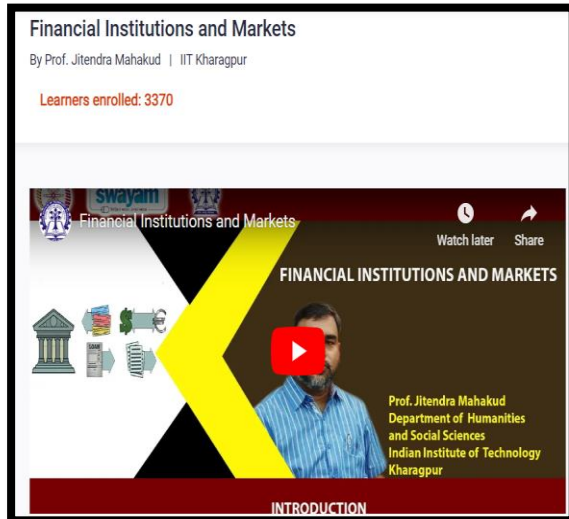 Financial Institutions and Markets
By Prof. Jitendra Mahakud | IIT Kharagpur
Learners enrolled: 3370
swayam
Financial Institutions and Markets
Watch later
Share
FINANCIAL INSTITUTIONS AND MARKETS
LOAN
Prof. Jitendra Mahakud
Department of Humanities
and Social Sciences
Indian Institute of Technology
Kharagpur
INTRODUCTION